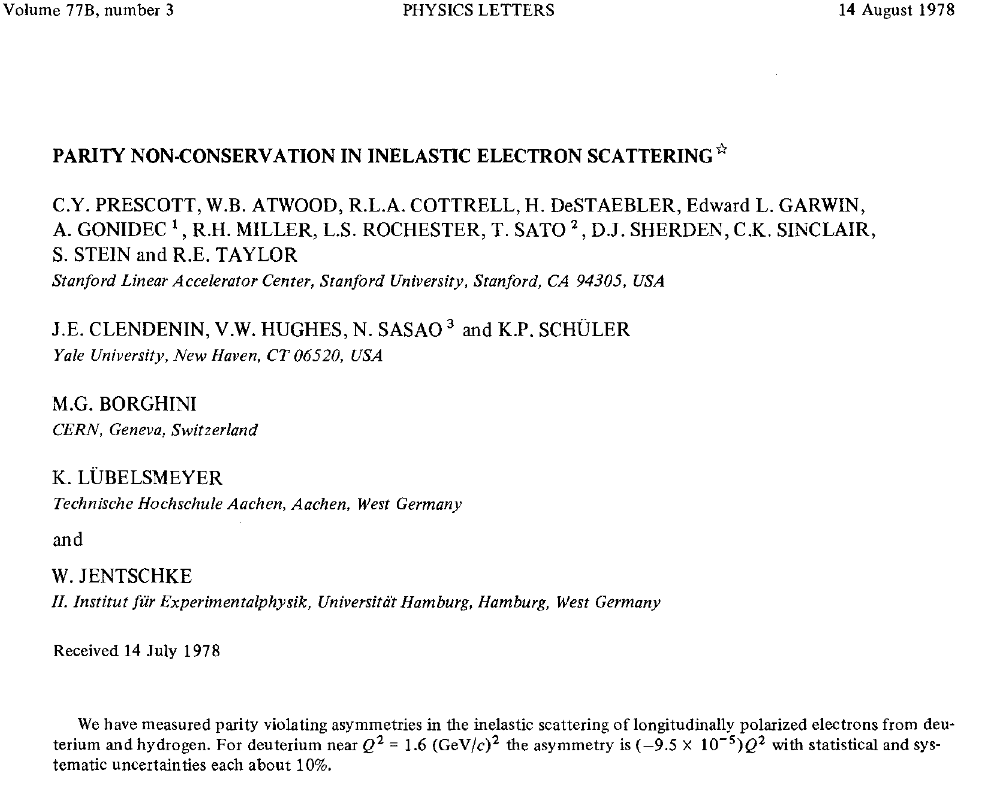 Volume 77B, number 3 PHYSICS LETTERS 14 August 1978
PARITY NON-CONSERVATION IN INELASTIC ELECTRON SCATTERING ☆
C.Y. PRESCOTT, W.B. ATWOOD, R.L.A. COTTRELL, H. DeSTAEBLER, Edward L. GARWIN,
A. GONIDEC ¹, R.H. MILLER, L.S. ROCHESTER, T. SATO ², D.J. SHERDEN, C.K. SINCLAIR,
S. STEIN and R.E. TAYLOR
Stanford Linear Accelerator Center, Stanford University, Stanford, CA 94305, USA
J.E. CLENDENIN, V.W. HUGHES, N. SASAO ³ and K.P. SCHÜLER
Yale University, New Haven, CT 06520, USA
M.G. BORGHINI
CERN, Geneva, Switzerland
K. LÜBELSMEYER
Technische Hochschule Aachen, Aachen, West Germany
and
W. JENTSCHKE
II. Institut für Experimentalphysik, Universität Hamburg, Hamburg, West Germany
Received 14 July 1978
We have measured parity violating asymmetries in the inelastic scattering of longitudinally polarized electrons from deu-
terium and hydrogen. For deuterium near Q² = 1.6 (GeV/c)² the asymmetry is (−9.5 × 10⁻⁵)Q² with statistical and sys-
tematic uncertainties each about 10%.